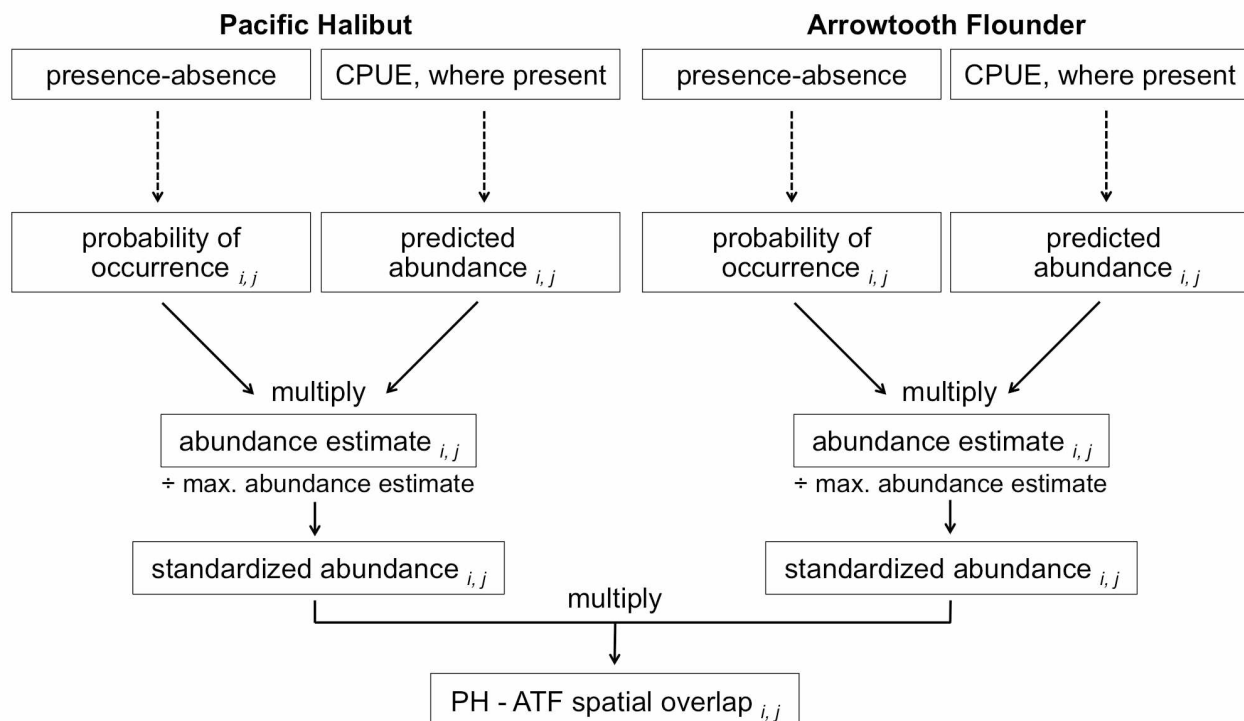 Pacific Halibut
Arrowtooth Flounder
presence-absence
CPUE, where present
presence-absence
CPUE, where present
probability of
occurrence i, j
predicted
abundance i, j
probability of
occurrence i, j
predicted
abundance i, j
multiply
multiply
abundance estimate i, j
abundance estimate i, j
÷ max. abundance estimate
÷ max. abundance estimate
standardized abundance i, j
standardized abundance i, j
multiply
PH - ATF spatial overlap i, j